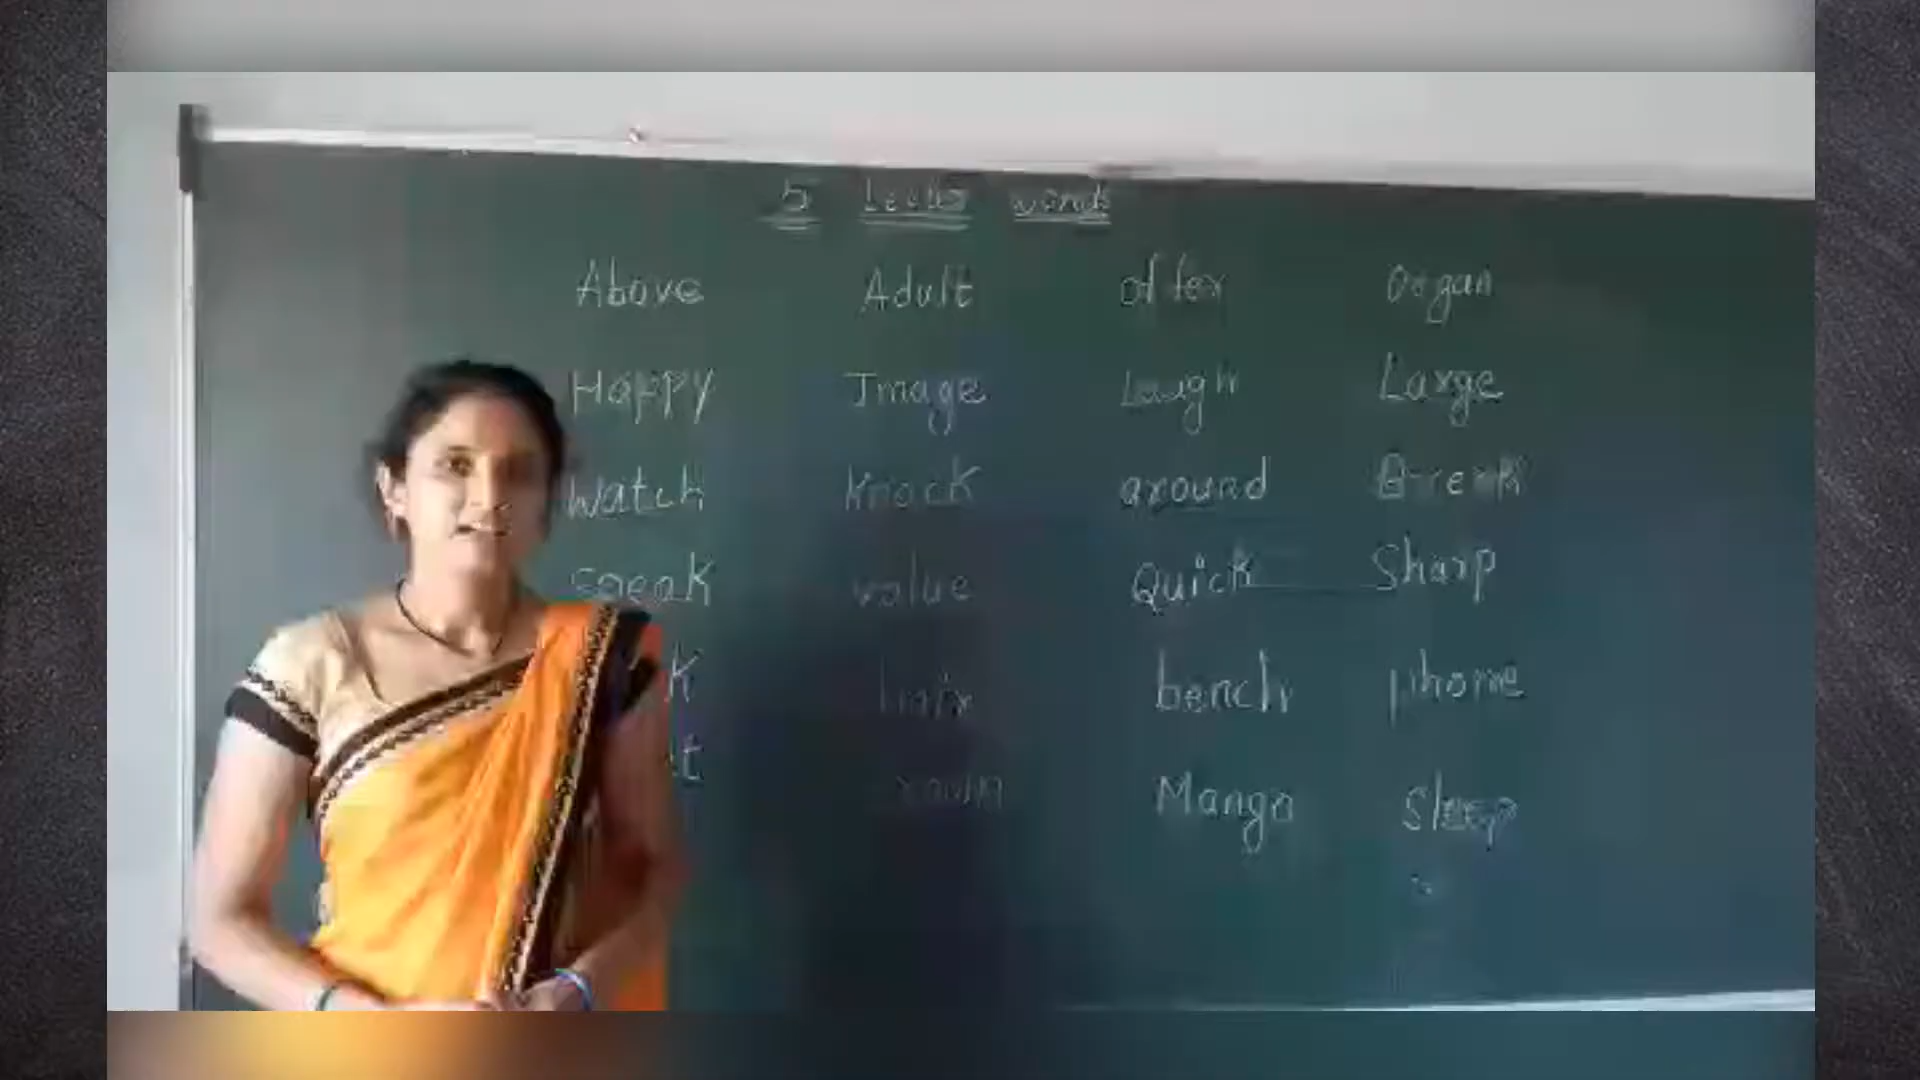 5 Letter words
Above Adult offer Organ
Happy Image Laugh Large
Watch Knock around Break
Speak value Quick Sharp
bench phone
Mango Sleep